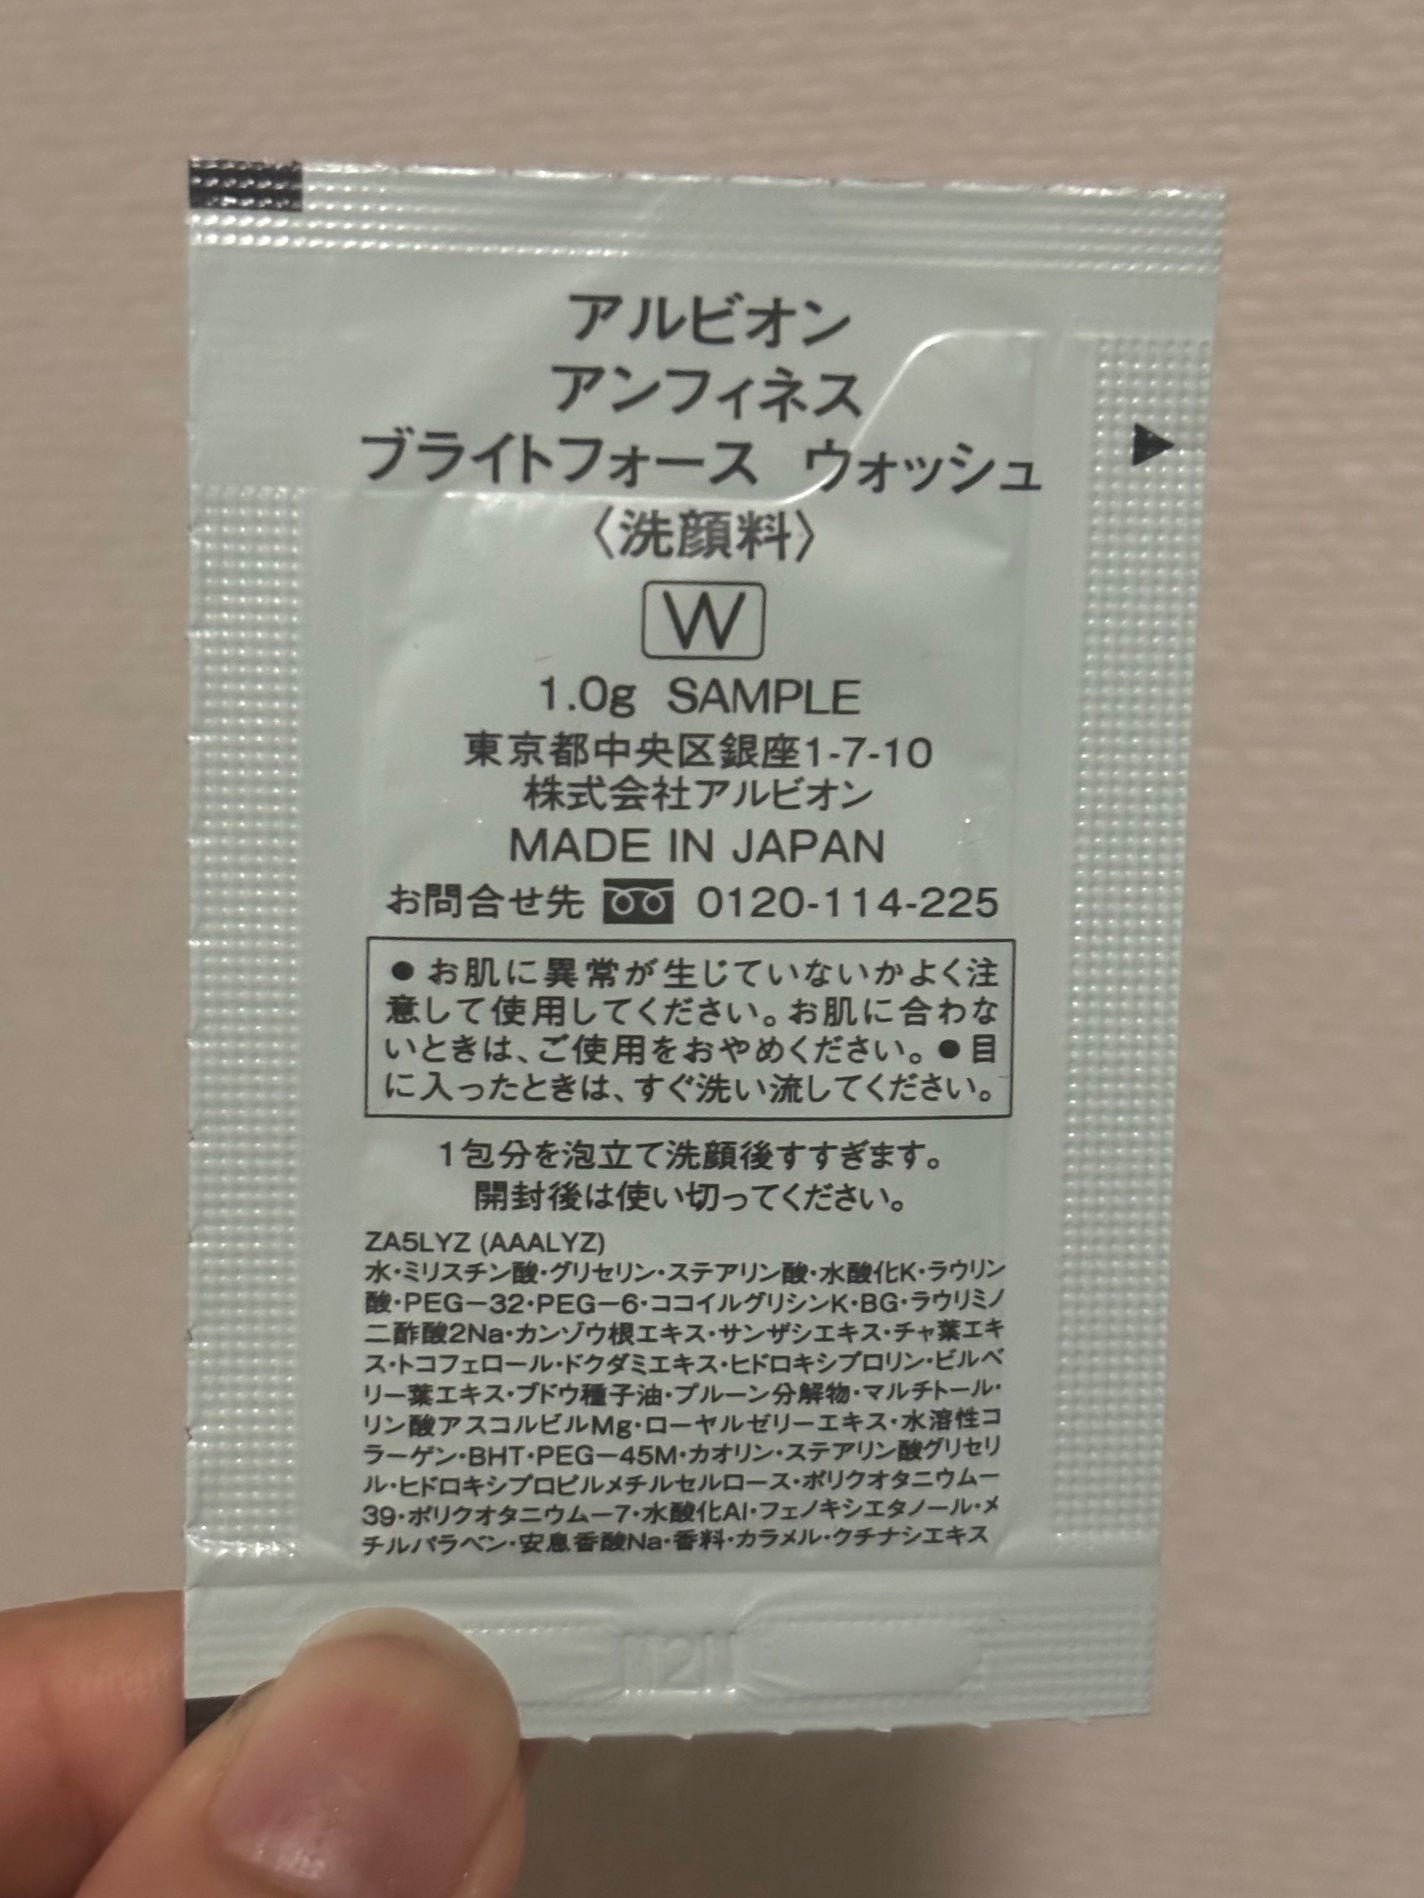 アルビオン
アンフィネス
ブライトフォース ウォッシュ
〈洗顔料〉
W
1.0g SAMPLE
東京都中央区銀座1-7-10
株式会社アルビオン
MADE IN JAPAN
お問合せ先 0120-114-225
●お肌に異常が生じていないかよく注
意して使用してください。お肌に合わな
いときは、ご使用をおやめください。●目
に入ったときは、すぐ洗い流してください。
1包分を泡立て洗顔後すすぎます。
開封後は使い切ってください。
ZA5LYZ (AAALYZ)
水・ミリスチン酸・グリセリン・ステアリン酸・水酸化K・ラウリン
酸・PEG－32・PEG－6・ココイルグリシンK・BG・ラウリミノ
二酢酸2Na・カンゾウ根エキス・サンザシエキス・チャ葉エキ
ス・トコフェロール・ドクダミエキス・ヒドロキシプロリン・ビルベ
リー葉エキス・ブドウ種子油・プルーン分解物・マルチトール・
リン酸アスコルビルMg・ローヤルゼリーエキス・水溶性コ
ラーゲン・BHT・PEG－45M・カオリン・ステアリン酸グリセリ
ル・ヒドロキシプロピルメチルセルロース・ポリクオタニウムー
39・ポリクオタニウムー7・水酸化Al・フェノキシエタノール・メ
チルパラベン・安息香酸Na・香料・カラメル・クチナシエキス